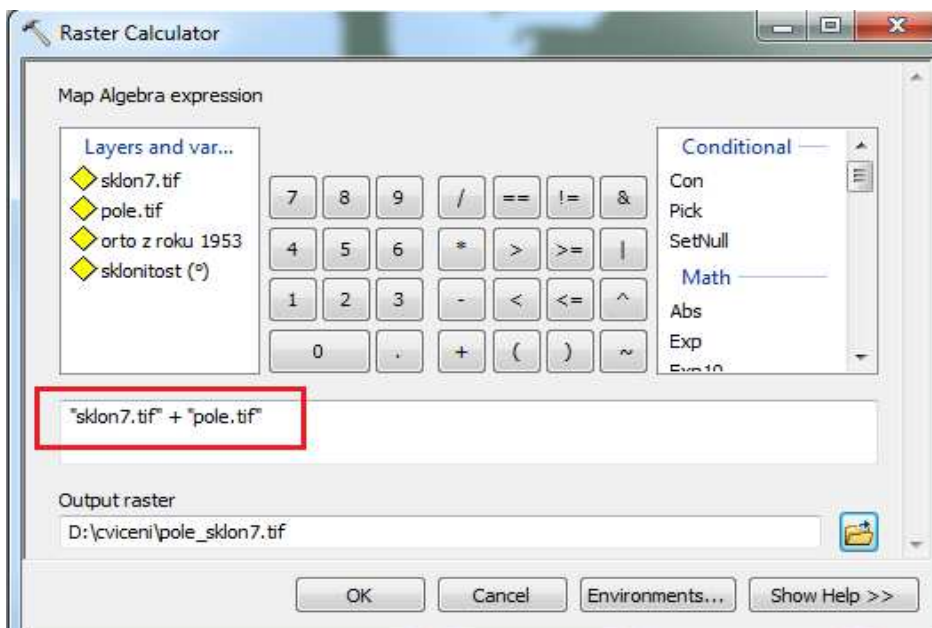 Raster Calculator
Map Algebra expression
Layers and var...
sklon7.tif
pole.tif
orto z roku 1953
sklonitost (°)
7 8 9 / == != &
4 5 6 * > >= |
1 2 3 - < <= ^
0 . + ( ) ~
Conditional
Con
Pick
SetNull
Math
Abs
Exp
Exp10
"sklon7.tif" + "pole.tif"
Output raster
D:\cviceni\pole_sklon7.tif
OK Cancel Environments... Show Help >>